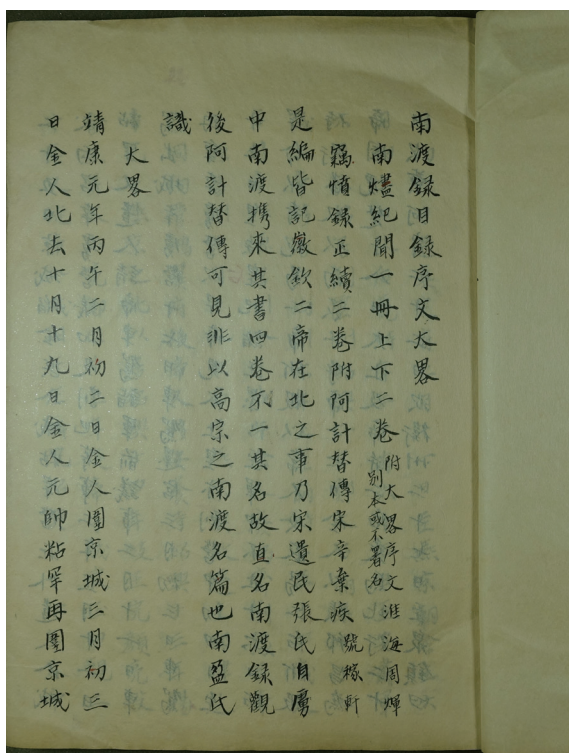 南渡録目録序文大畧
南燼紀聞一冊上下二卷附大畧序文淮海周煇別本或不署名
竊憤録正續二卷附阿計替傳宋辛棄疾號稼軒
是編皆記徽欽二帝在北之事乃宋遺民張氏自虜
中南渡携來其書四卷不一其名故直名南渡録觀
後阿計替傳可見非以高宗之南渡名篇也南盈氏
識
大畧
靖康元年丙午二月初二日金人圍京城三月初三
日金人北去十月十九日金人元帥粘罕再圍京城